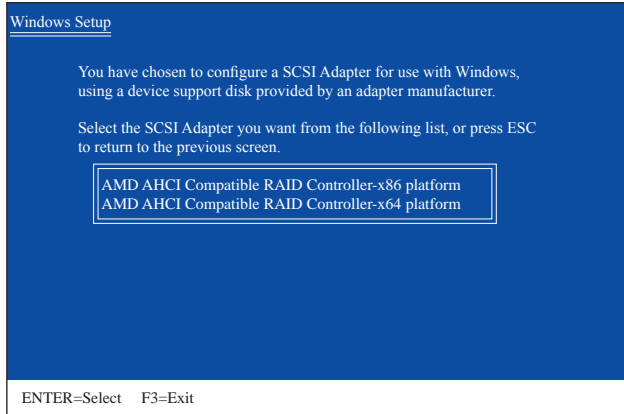 Windows Setup
You have chosen to configure a SCSI Adapter for use with Windows,
using a device support disk provided by an adapter manufacturer.
Select the SCSI Adapter you want from the following list, or press ESC
to return to the previous screen.
AMD AHCI Compatible RAID Controller-x86 platform
AMD AHCI Compatible RAID Controller-x64 platform
ENTER=Select F3=Exit